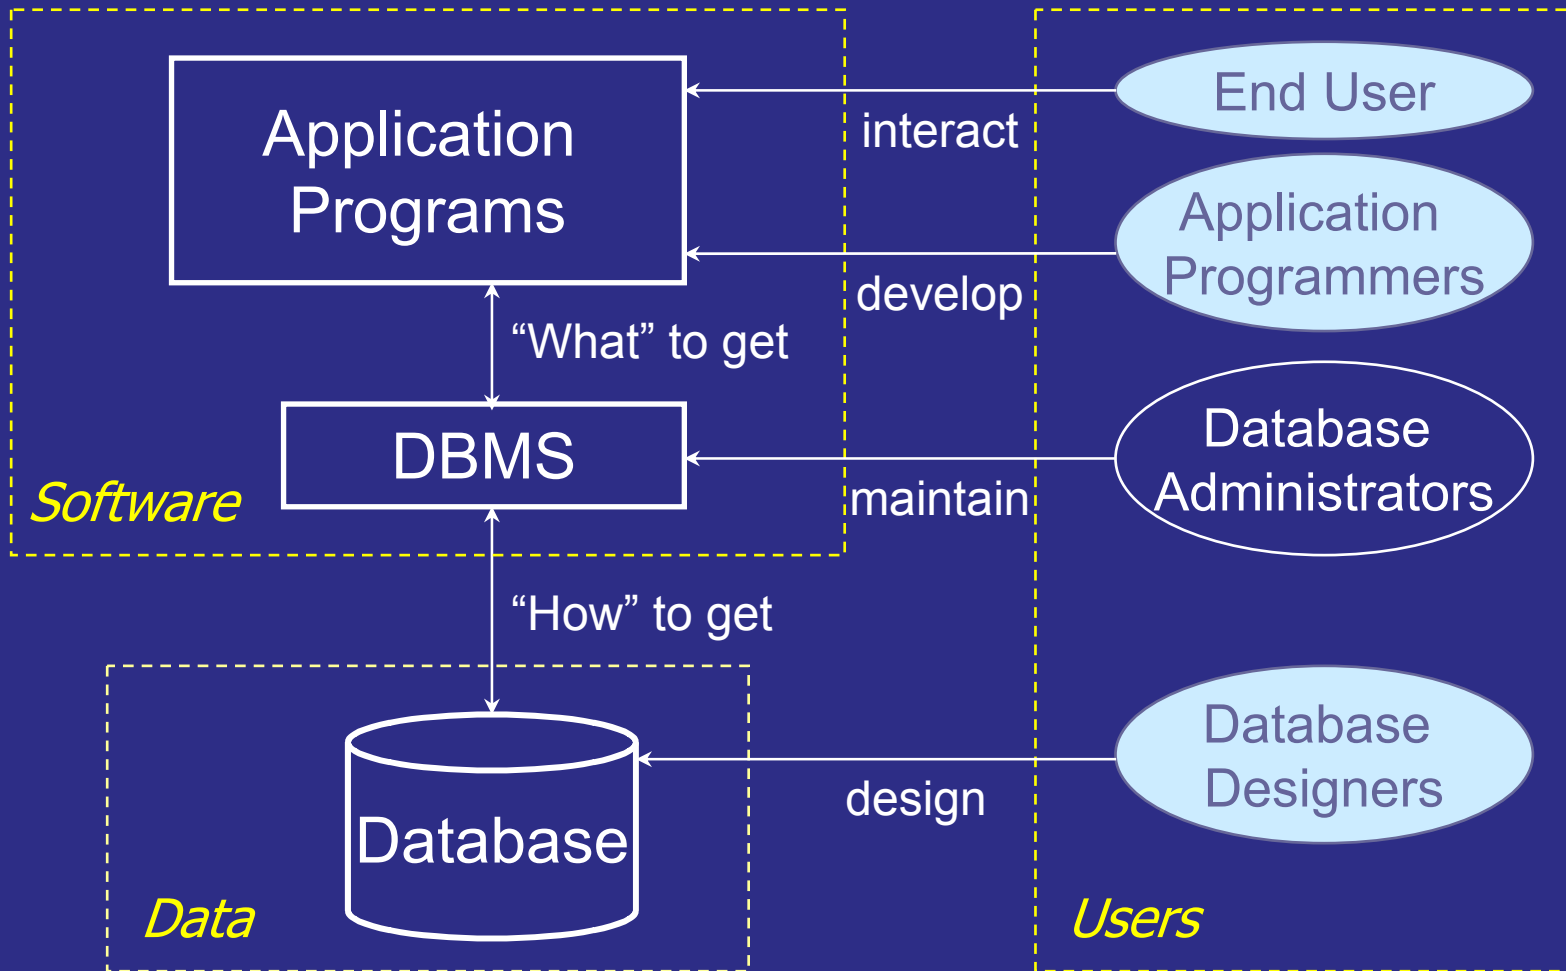 End User
Application
Programs
interact
Application
Programmers
develop
“What” to get
Database
Administrators
DBMS
Software
maintain
“How” to get
Database
Designers
design
Database
Data
Users